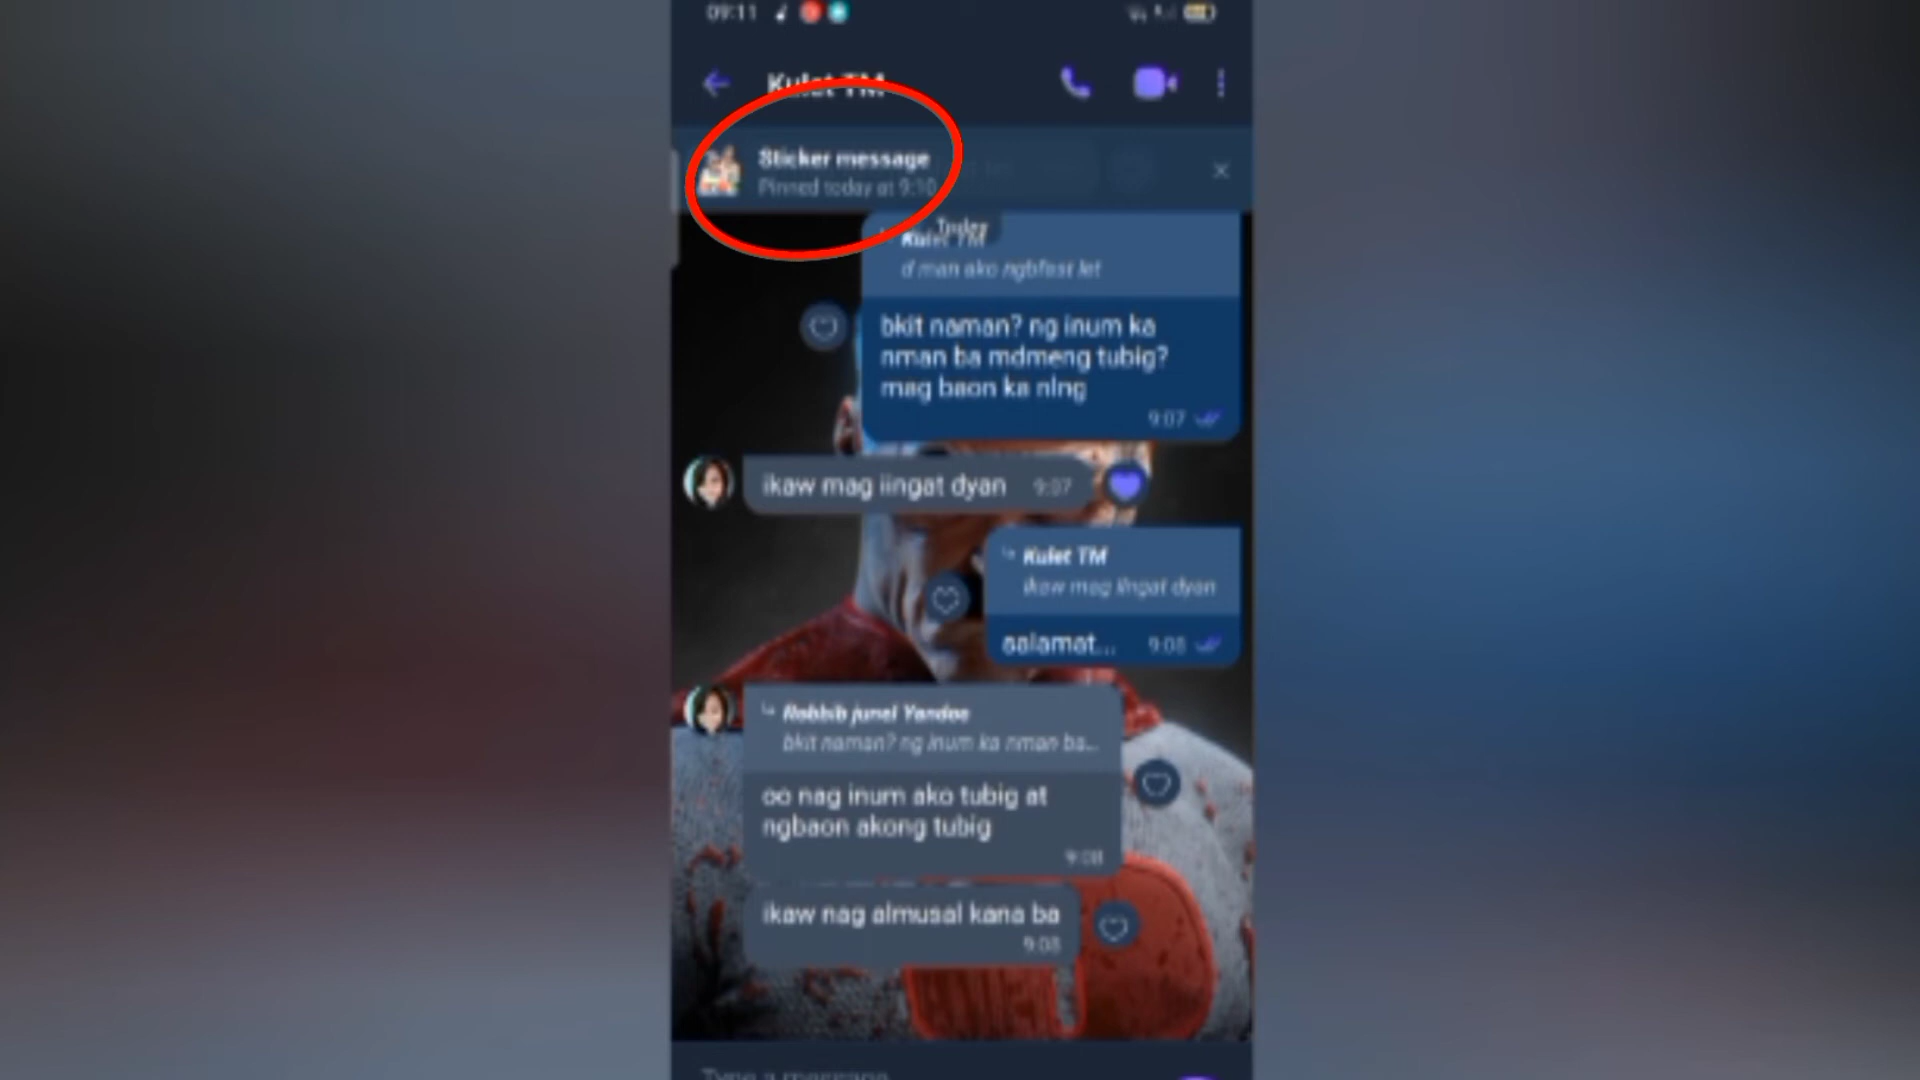 09:11
Kulet TM
Sticker message
Pinned today at 9:10
Today
Kulet TM
d man ako ngbfast let
bkit naman? ng inum ka
nman ba mdmeng tubig?
mag baon ka nlng
9:07
ikaw mag iingat dyan 9:07
Kulet TM
ikaw mag iingat dyan
salamat... 9:08
junel Yandoc
bkit naman? ng inum ka nman ba...
oo nag inum ako tubig at
ngbaon akong tubig
9:08
ikaw nag almusal kana ba
9:08
Type a message